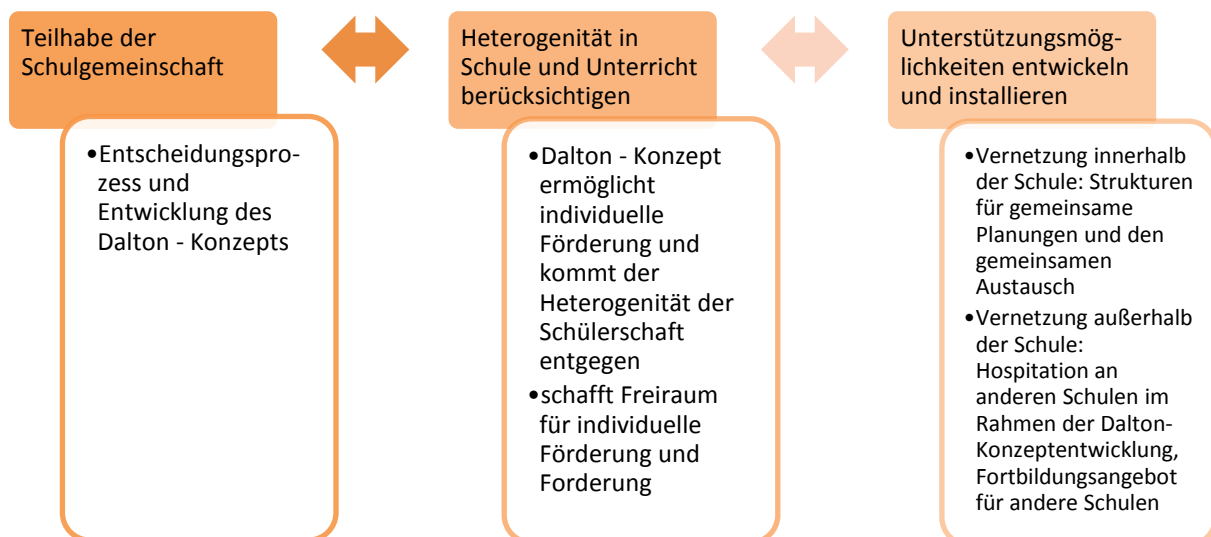 Teilhabe der
Schulgemeinschaft
•Entscheidungspro-
zess und
Entwicklung des
Dalton - Konzepts
Heterogenität in
Schule und Unterricht
berücksichtigen
•Dalton - Konzept
ermöglicht
individuelle
Förderung und
kommt der
Heterogenität der
Schülerschaft
entgegen
•schafft Freiraum
für individuelle
Förderung und
Forderung
Unterstützungsmög-
lichkeiten entwickeln
und installieren
•Vernetzung innerhalb
der Schule: Strukturen
für gemeinsame
Planungen und den
gemeinsamen
Austausch
•Vernetzung außerhalb
der Schule:
Hospitation an
anderen Schulen im
Rahmen der Dalton-
Konzeptentwicklung,
Fortbildungsangebot
für andere Schulen